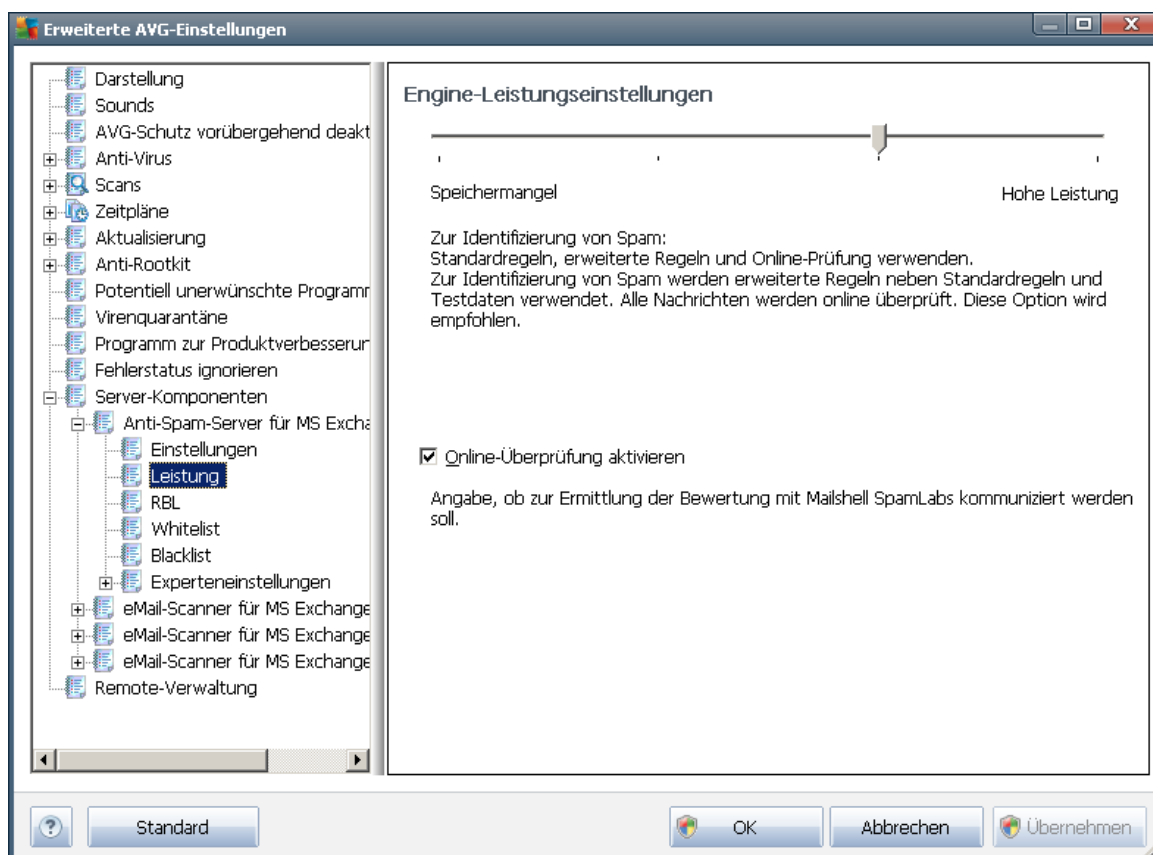 Erweiterte AVG-Einstellungen
Darstellung
Sounds
AVG-Schutz vorübergehend deakt
Anti-Virus
Scans
Zeitpläne
Aktualisierung
Anti-Rootkit
Potentiell unerwünschte Programm
Virenquarantäne
Programm zur Produktverbesserur
Fehlerstatus ignorieren
Server-Komponenten
Anti-Spam-Server für MS Excha
Einstellungen
Leistung
RBL
Whitelist
Blacklist
Experteneinstellungen
eMail-Scanner für MS Exchange
eMail-Scanner für MS Exchange
eMail-Scanner für MS Exchange
Remote-Verwaltung
Engine-Leistungseinstellungen
Speichermangel
Hohe Leistung
Zur Identifizierung von Spam:
Standardregeln, erweiterte Regeln und Online-Prüfung verwenden.
Zur Identifizierung von Spam werden erweiterte Regeln neben Standardregeln und
Testdaten verwendet. Alle Nachrichten werden online überprüft. Diese Option wird
empfohlen.
Online-Überprüfung aktivieren
Angabe, ob zur Ermittlung der Bewertung mit Mailshell SpamLabs kommuniziert werden
soll.
?
Standard
OK
Abbrechen
Übernehmen